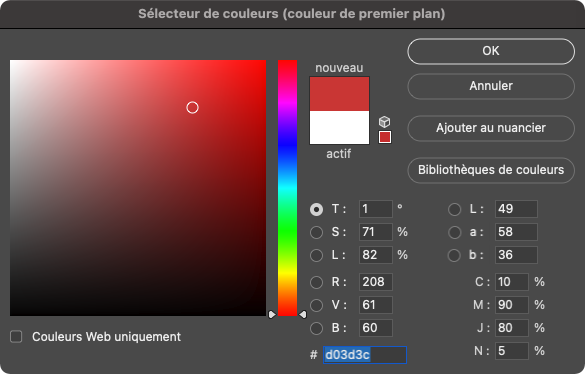 Sélecteur de couleurs (couleur de premier plan)
nouveau
actif
OK
Annuler
Ajouter au nuancier
Bibliothèques de couleurs
T : 1 °
S : 71 %
L : 82 %
R : 208
V : 61
B : 60
# d03d3c
L : 49
a : 58
b : 36
C : 10 %
M : 90 %
J : 80 %
N : 5 %
Couleurs Web uniquement